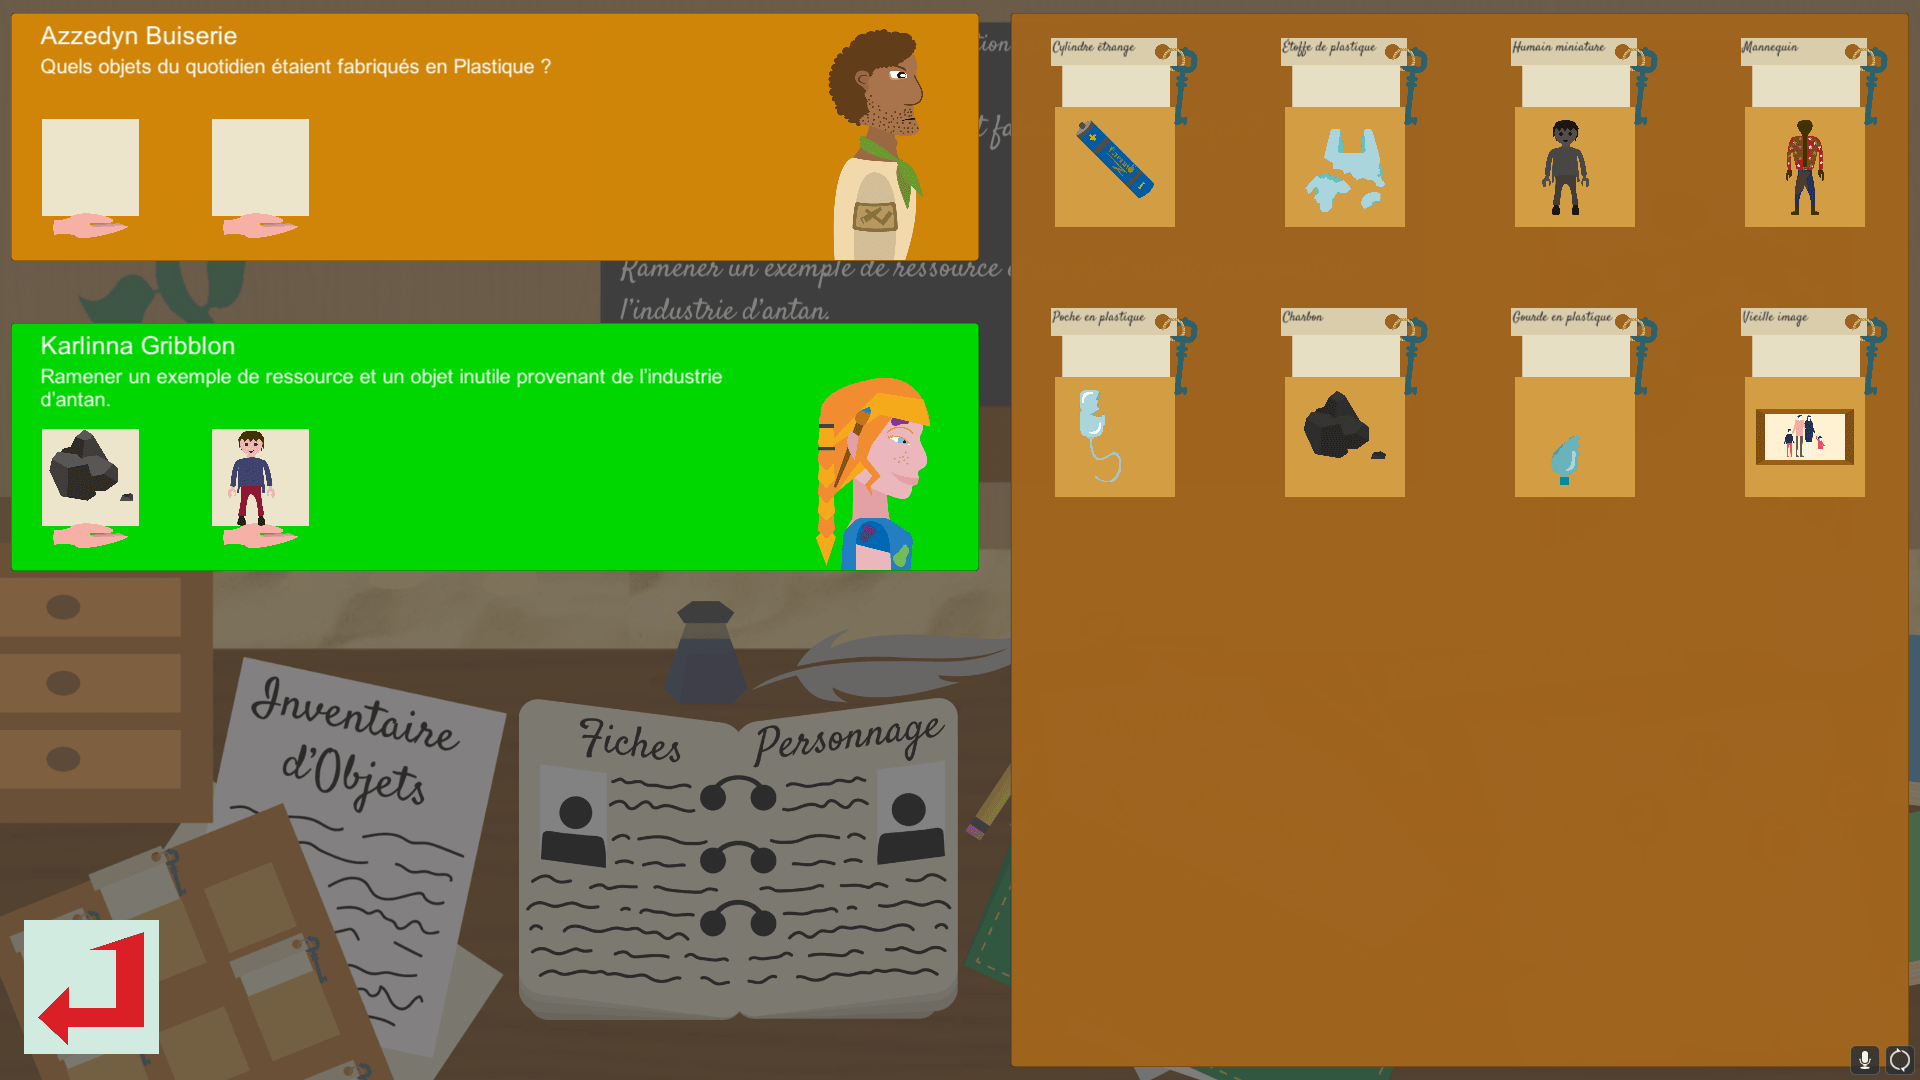 Azzedyn Buiserie
Quels objets du quotidien étaient fabriqués en Plastique ?
Karlinna Gribblon
Ramener un exemple de ressource et un objet inutile provenant de l'industrie
d'antan.
Ramener un exemple de ressource
l'industrie d'antan.
Cylindre étrange
Étoffe de plastique
Humain miniature
Mannequin
Poche en plastique
Charbon
Gourde en plastique
Vieille image
Inventaire
d'Objets
Fiches
Personnage